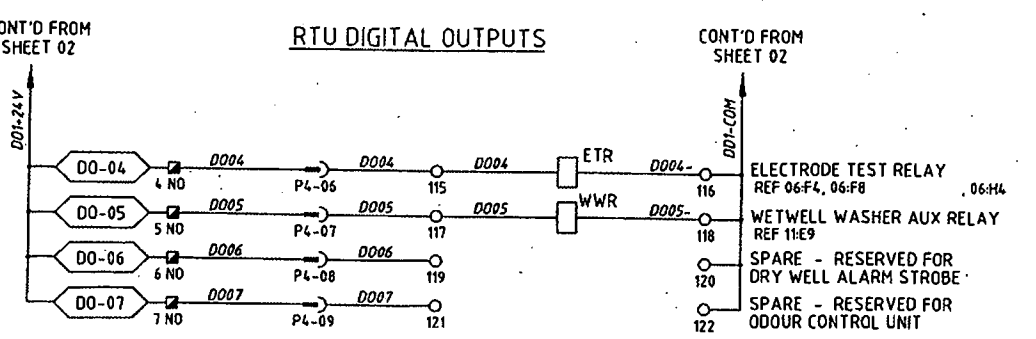 ONT'D FROM
SHEET 02
RTU DIGITAL OUTPUTS
CONT'D FROM
SHEET 02
DD1+24V
DD1-COM
DO-04
4 NO
DO04
P4-06
DO04
115
DO04
ETR
DO04-
116
ELECTRODE TEST RELAY
REF 06:F4, 06:F8 , 06:H4
DO-05
5 NO
DO05
P4-07
DO05
117
DO05
WWR
DO05-
118
WETWELL WASHER AUX RELAY
REF 11:E9
DO-06
6 NO
DO06
P4-08
DO06
119
120
SPARE - RESERVED FOR
DRY WELL ALARM STROBE
DO-07
7 NO
DO07
P4-09
DO07
121
122
SPARE - RESERVED FOR
ODOUR CONTROL UNIT